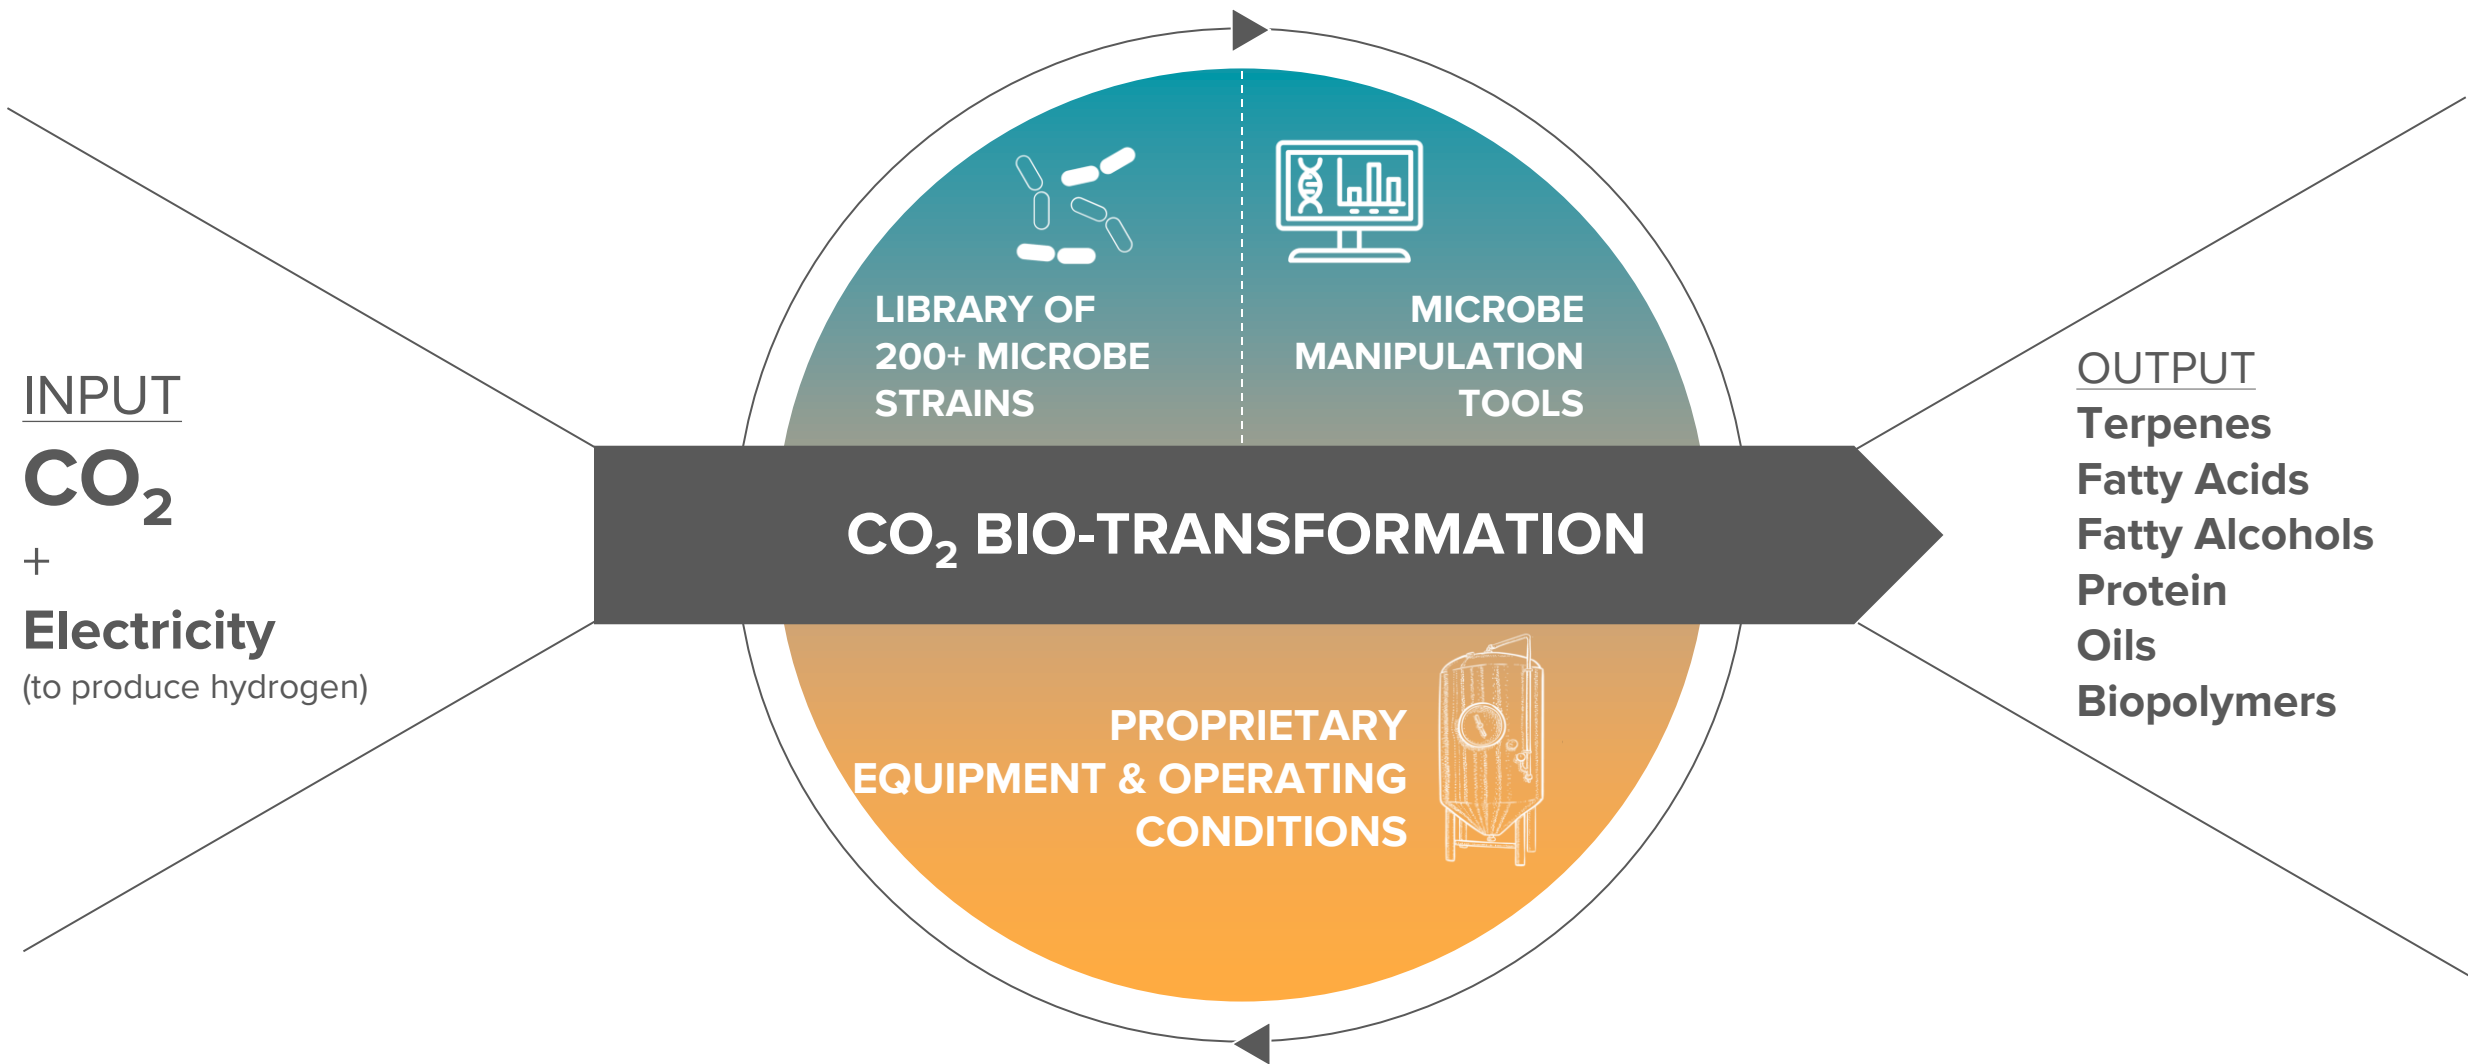 INPUT
CO₂
+
Electricity
(to produce hydrogen)
LIBRARY OF
200+ MICROBE
STRAINS
MICROBE
MANIPULATION
TOOLS
CO₂ BIO-TRANSFORMATION
PROPRIETARY
EQUIPMENT & OPERATING
CONDITIONS
OUTPUT
Terpenes
Fatty Acids
Fatty Alcohols
Protein
Oils
Biopolymers